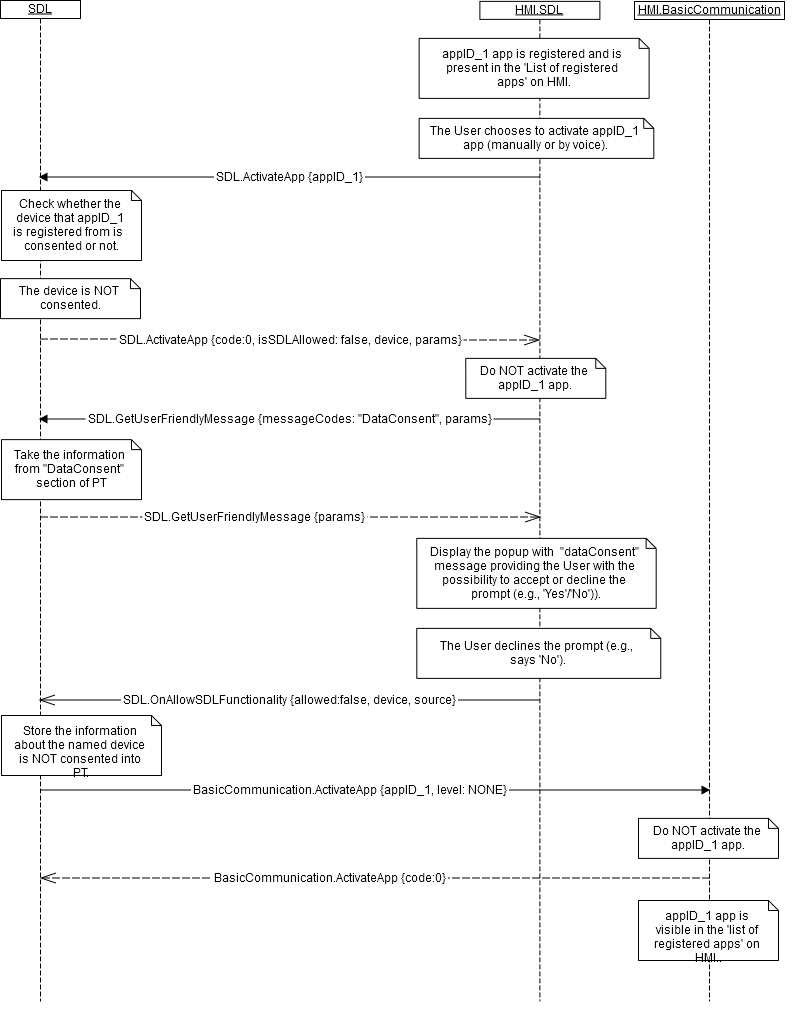 SDL
HMI.SDL
HMI.BasicCommunication
appID_1 app is registered and is
present in the 'List of registered
apps' on HMI.
The User chooses to activate appID_1
app (manually or by voice).
SDL.ActivateApp {appID_1}
Check whether the
device that appID_1
is registered from is
consented or not.
The device is NOT
consented.
SDL.ActivateApp {code:0, isSDLAllowed: false, device, params}
Do NOT activate the
appID_1 app.
SDL.GetUserFriendlyMessage {messageCodes: "DataConsent", params}
Take the information
from "DataConsent"
section of PT
SDL.GetUserFriendlyMessage {params}
Display the popup with "dataConsent"
message providing the User with the
possibility to accept or decline the
prompt (e.g., 'Yes'/'No')).
The User declines the prompt (e.g.,
says 'No').
SDL.OnAllowSDLFunctionality {allowed:false, device, source}
Store the information
about the named device
is NOT consented into
PT.
BasicCommunication.ActivateApp {appID_1, level: NONE}
Do NOT activate the
appID_1 app.
BasicCommunication.ActivateApp {code:0}
appID_1 app is
visible in the 'list of
registered apps' on
HMI..